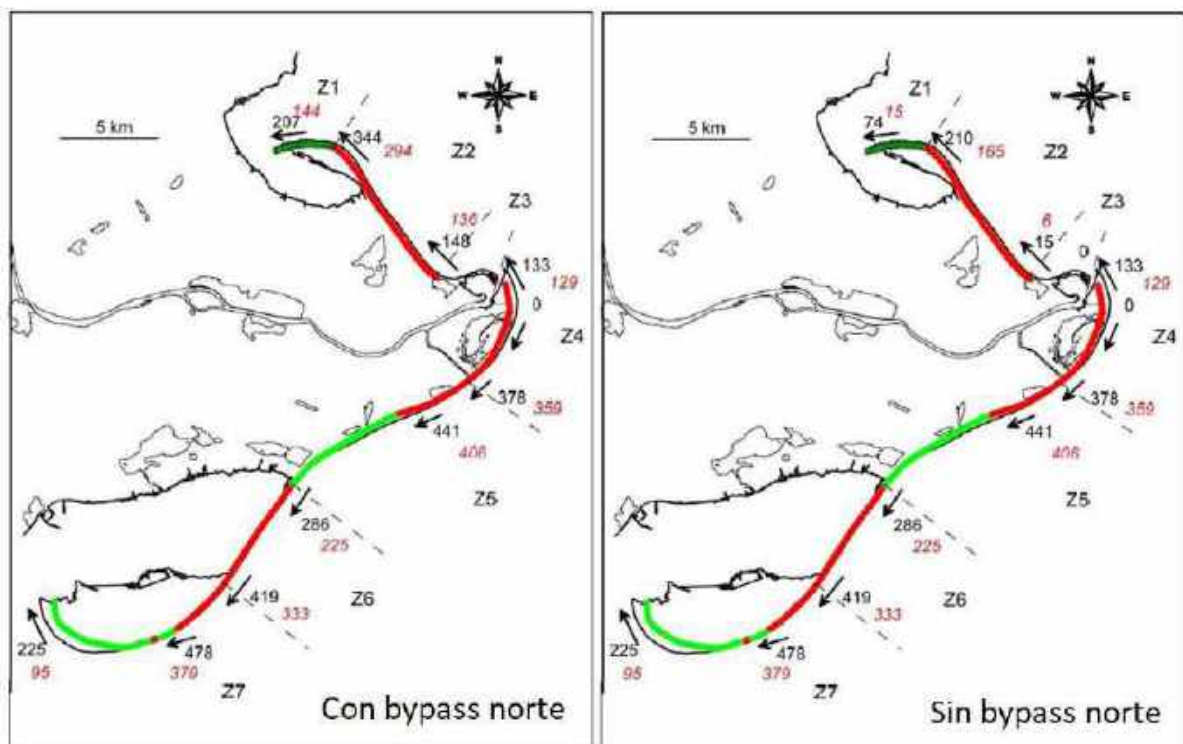 N
W E
S
Z1
144
207
344
5 km
294
Z2
Z3
136
148
133
129
0
Z4
378
359
441
406
Z5
286
225
419
Z6
333
225
478
95
379
Z7
Con bypass norte
N
W E
S
Z1
15
74
210
5 km
165
Z2
Z3
6
15
0
133
129
0
Z4
378
359
441
406
Z5
286
225
419
Z6
333
225
478
95
379
Z7
Sin bypass norte